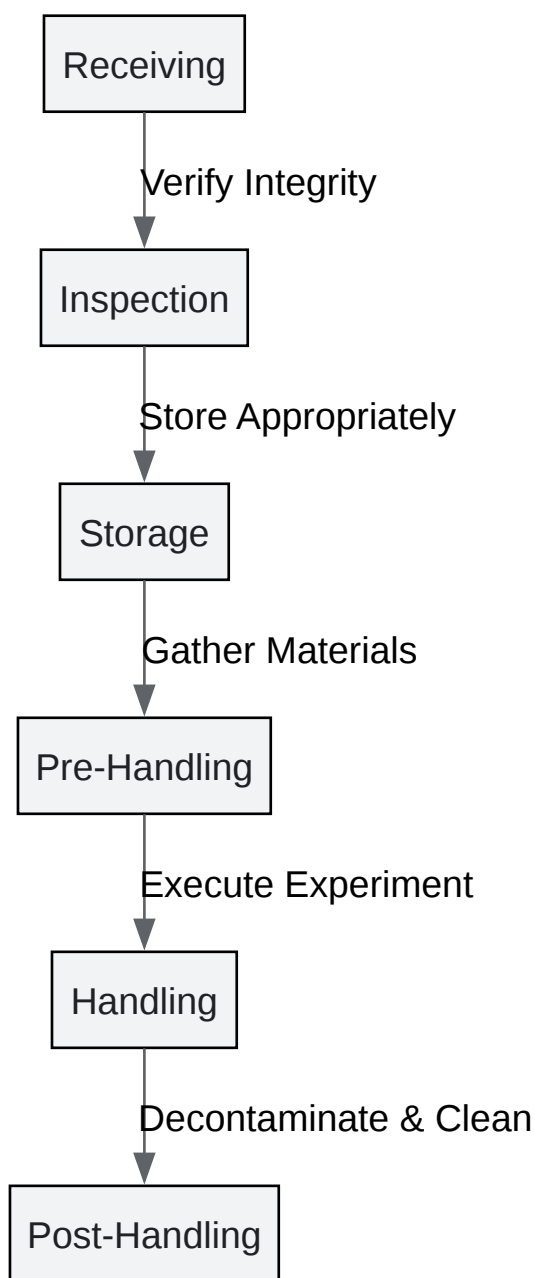 Receiving
Verify Integrity
Inspection
Store Appropriately
Storage
Gather Materials
Pre-Handling
Execute Experiment
Handling
Decontaminate & Clean
Post-Handling